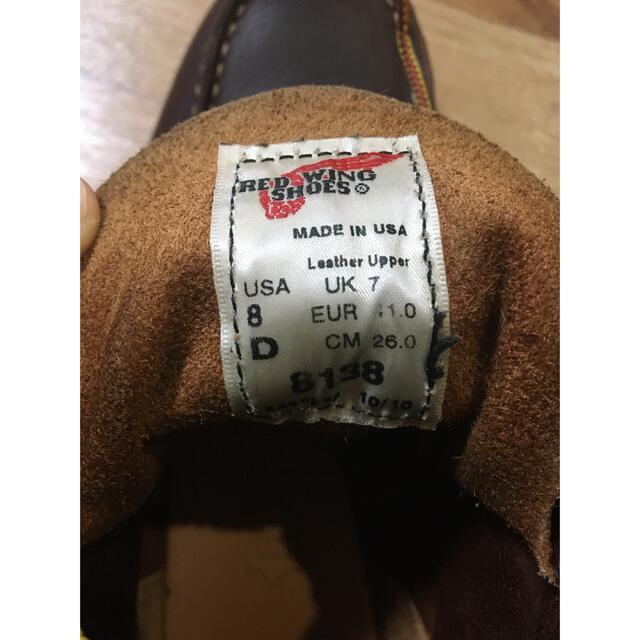 RED WING
SHOES®
MADE IN USA
Leather Upper
USA UK 7
8 EUR 41.0
D CM 26.0
8138
10/10